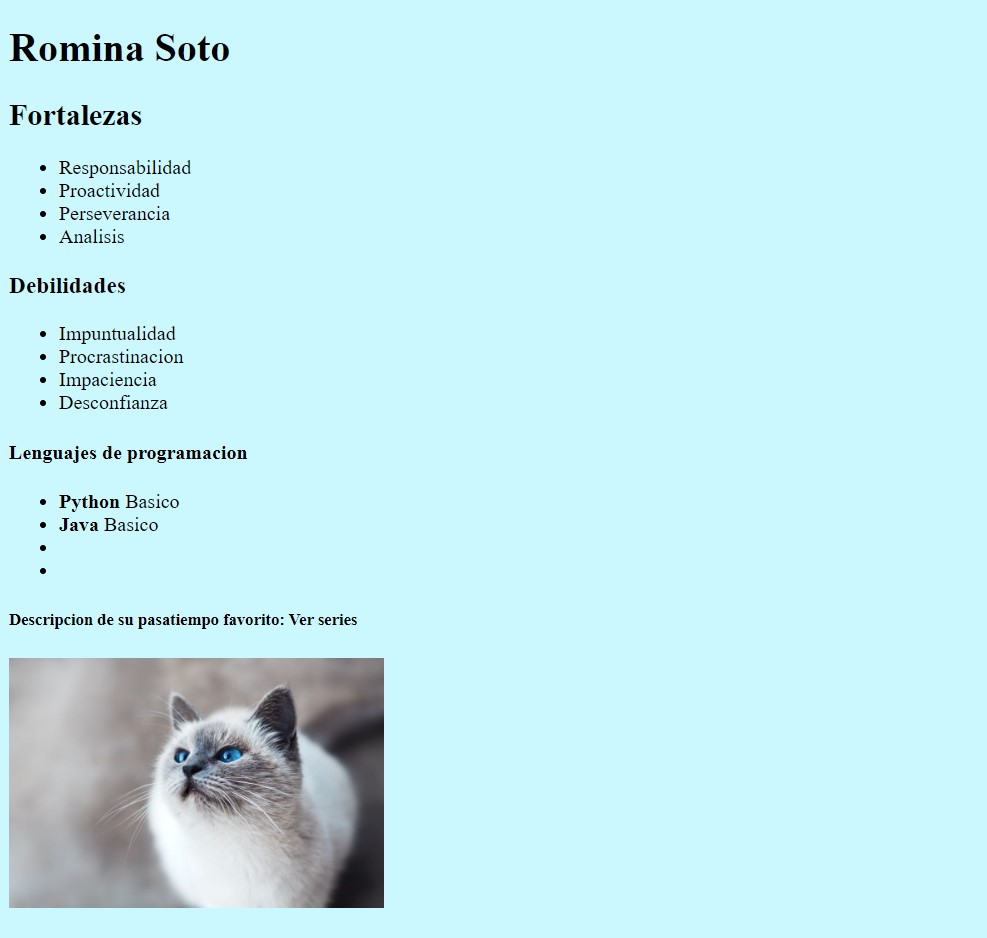 Romina Soto
Fortalezas
Responsabilidad
Proactividad
Perseverancia
Analisis
Debilidades
Impuntualidad
Procrastinacion
Impaciencia
Desconfianza
Lenguajes de programacion
Python Basico
Java Basico
Descripcion de su pasatiempo favorito: Ver series